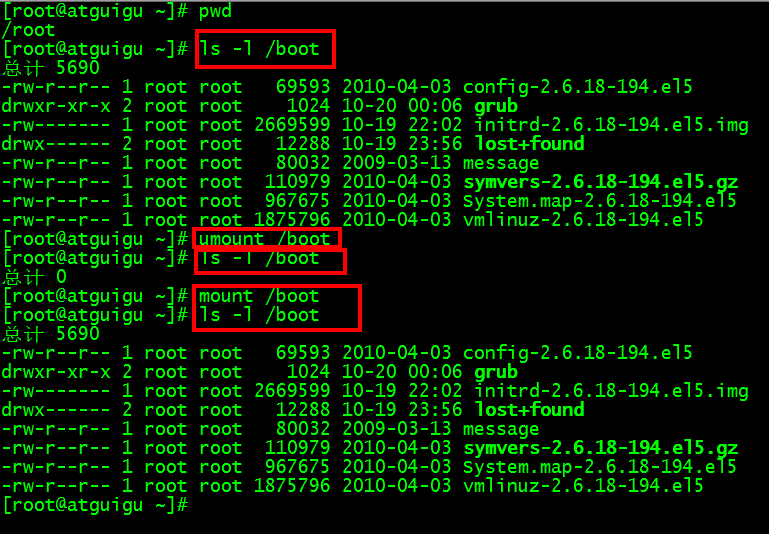 [root@atguigu ~]# pwd
/root
[root@atguigu ~]# ls -l /boot
总计 5690
-rw-r--r-- 1 root root   69593 2010-04-03 config-2.6.18-194.el5
drwxr-xr-x 2 root root    1024 10-20 00:06 grub
-rw------- 1 root root 2669599 10-19 22:02 initrd-2.6.18-194.el5.img
drwx------ 2 root root   12288 10-19 23:56 lost+found
-rw-r--r-- 1 root root   80032 2009-03-13 message
-rw-r--r-- 1 root root  110979 2010-04-03 symvers-2.6.18-194.el5.gz
-rw-r--r-- 1 root root  967675 2010-04-03 System.map-2.6.18-194.el5
-rw-r--r-- 1 root root 1875796 2010-04-03 vmlinuz-2.6.18-194.el5
[root@atguigu ~]# umount /boot
[root@atguigu ~]# ls -l /boot
总计 0
[root@atguigu ~]# mount /boot
[root@atguigu ~]# ls -l /boot
总计 5690
-rw-r--r-- 1 root root   69593 2010-04-03 config-2.6.18-194.el5
drwxr-xr-x 2 root root    1024 10-20 00:06 grub
-rw------- 1 root root 2669599 10-19 22:02 initrd-2.6.18-194.el5.img
drwx------ 2 root root   12288 10-19 23:56 lost+found
-rw-r--r-- 1 root root   80032 2009-03-13 message
-rw-r--r-- 1 root root  110979 2010-04-03 symvers-2.6.18-194.el5.gz
-rw-r--r-- 1 root root  967675 2010-04-03 System.map-2.6.18-194.el5
-rw-r--r-- 1 root root 1875796 2010-04-03 vmlinuz-2.6.18-194.el5
[root@atguigu ~]#